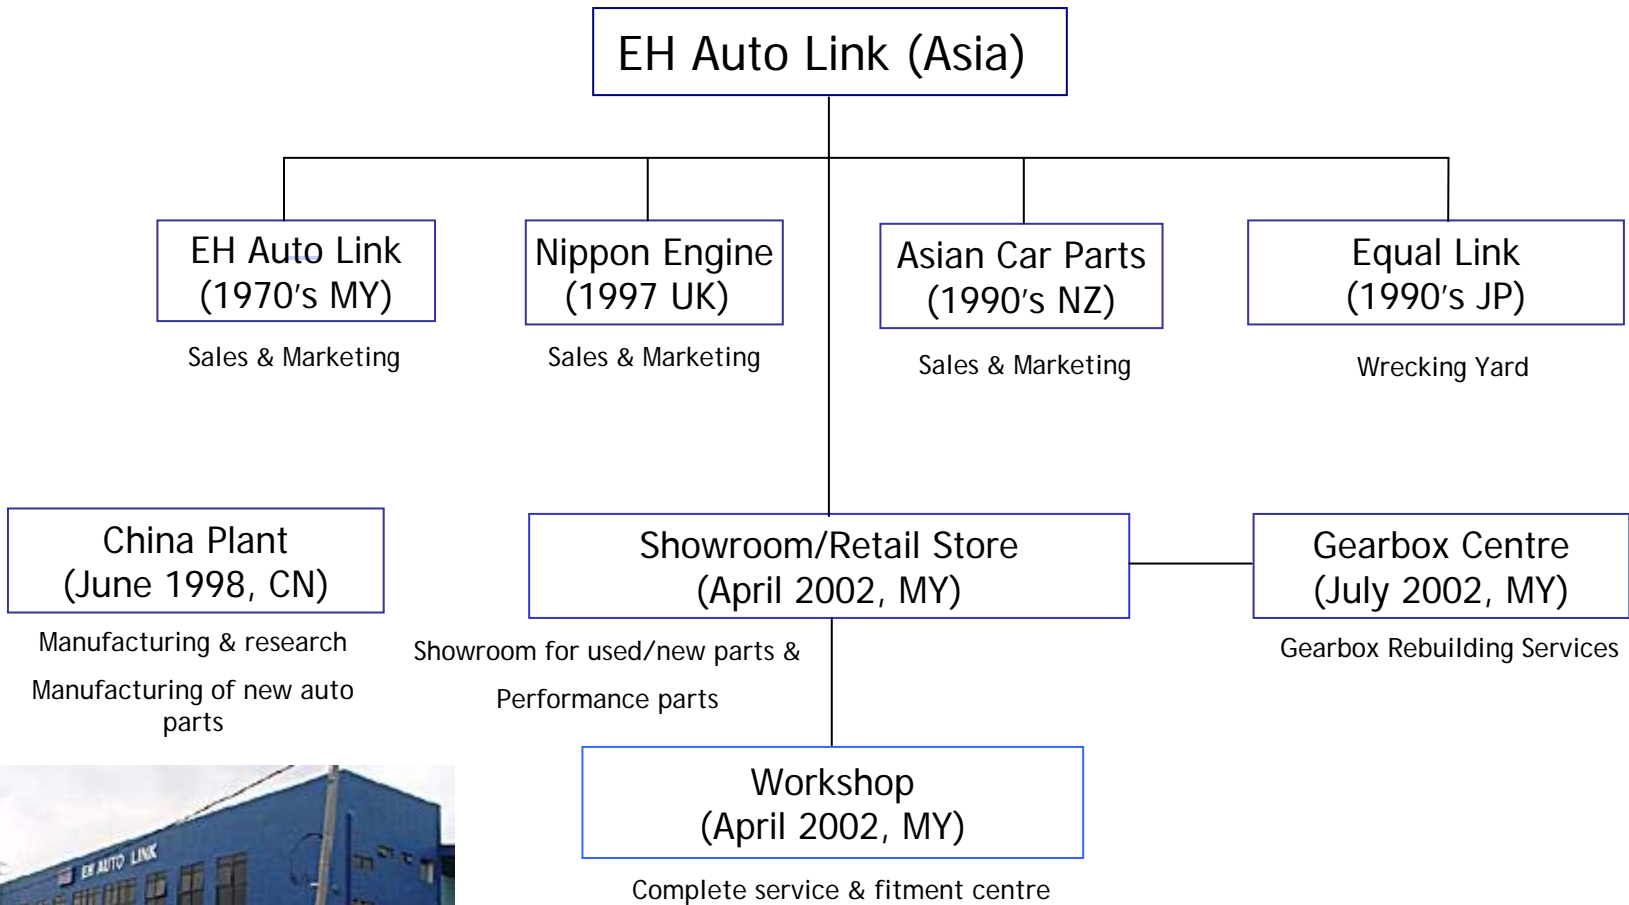 EH Auto Link (Asia)
EH Auto Link
(1970's MY)
Sales & Marketing
Nippon Engine
(1997 UK)
Sales & Marketing
Asian Car Parts
(1990's NZ)
Sales & Marketing
Equal Link
(1990's JP)
Wrecking Yard
China Plant
(June 1998, CN)
Manufacturing & research
Manufacturing of new auto
parts
Showroom/Retail Store
(April 2002, MY)
Showroom for used/new parts &
Performance parts
Gearbox Centre
(July 2002, MY)
Gearbox Rebuilding Services
Workshop
(April 2002, MY)
Complete service & fitment centre
EH AUTO LINK